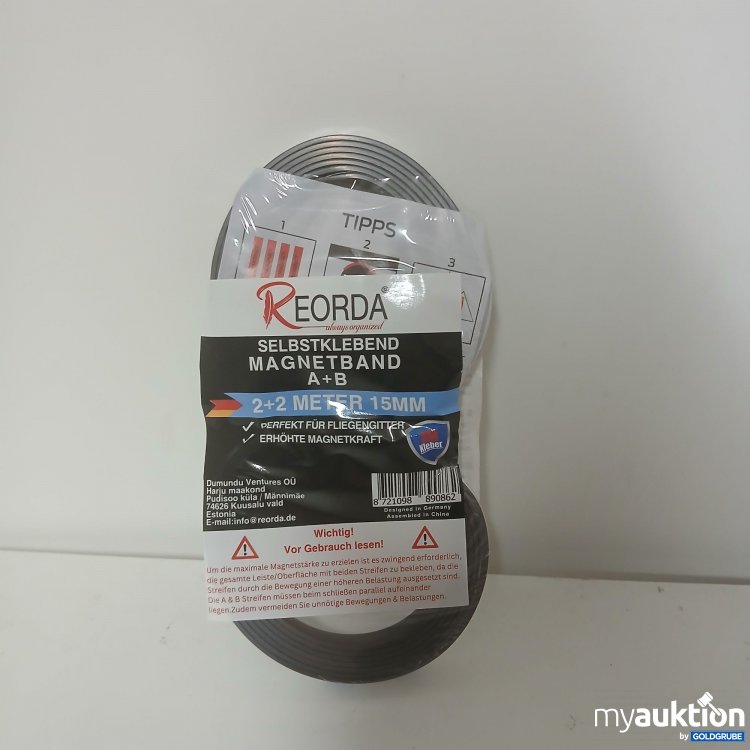 TIPPS
1
2
3
REORDA®
always organized
SELBSTKLEBEND
MAGNETBAND
A+B
2+2 METER 15MM
PERFEKT FÜR FLIEGENGITTER
ERHÖHTE MAGNETKRAFT
Kleber
Dumundu Ventures OÜ
Harju maakond
Pudisoo küla / Männimäe
74626 Kuusalu vald
Estonia
E-mail:info@reorda.de
8 721098 890862
Designed in Germany
Assembled in China
Wichtig!
Vor Gebrauch lesen!
Um die maximale Magnetstärke zu erzielen ist es zwingend erforderlich,
die gesamte Leiste/Oberfläche mit beiden Streifen zu bekleben, da die
Streifen durch die Bewegung einer höheren Belastung ausgesetzt sind.
Die A & B Streifen müssen beim schließen parallel aufeinander
liegen.Zudem vermeiden Sie unnötige Bewegungen & Belastungen.
myauktion
by GOLDGRUBE